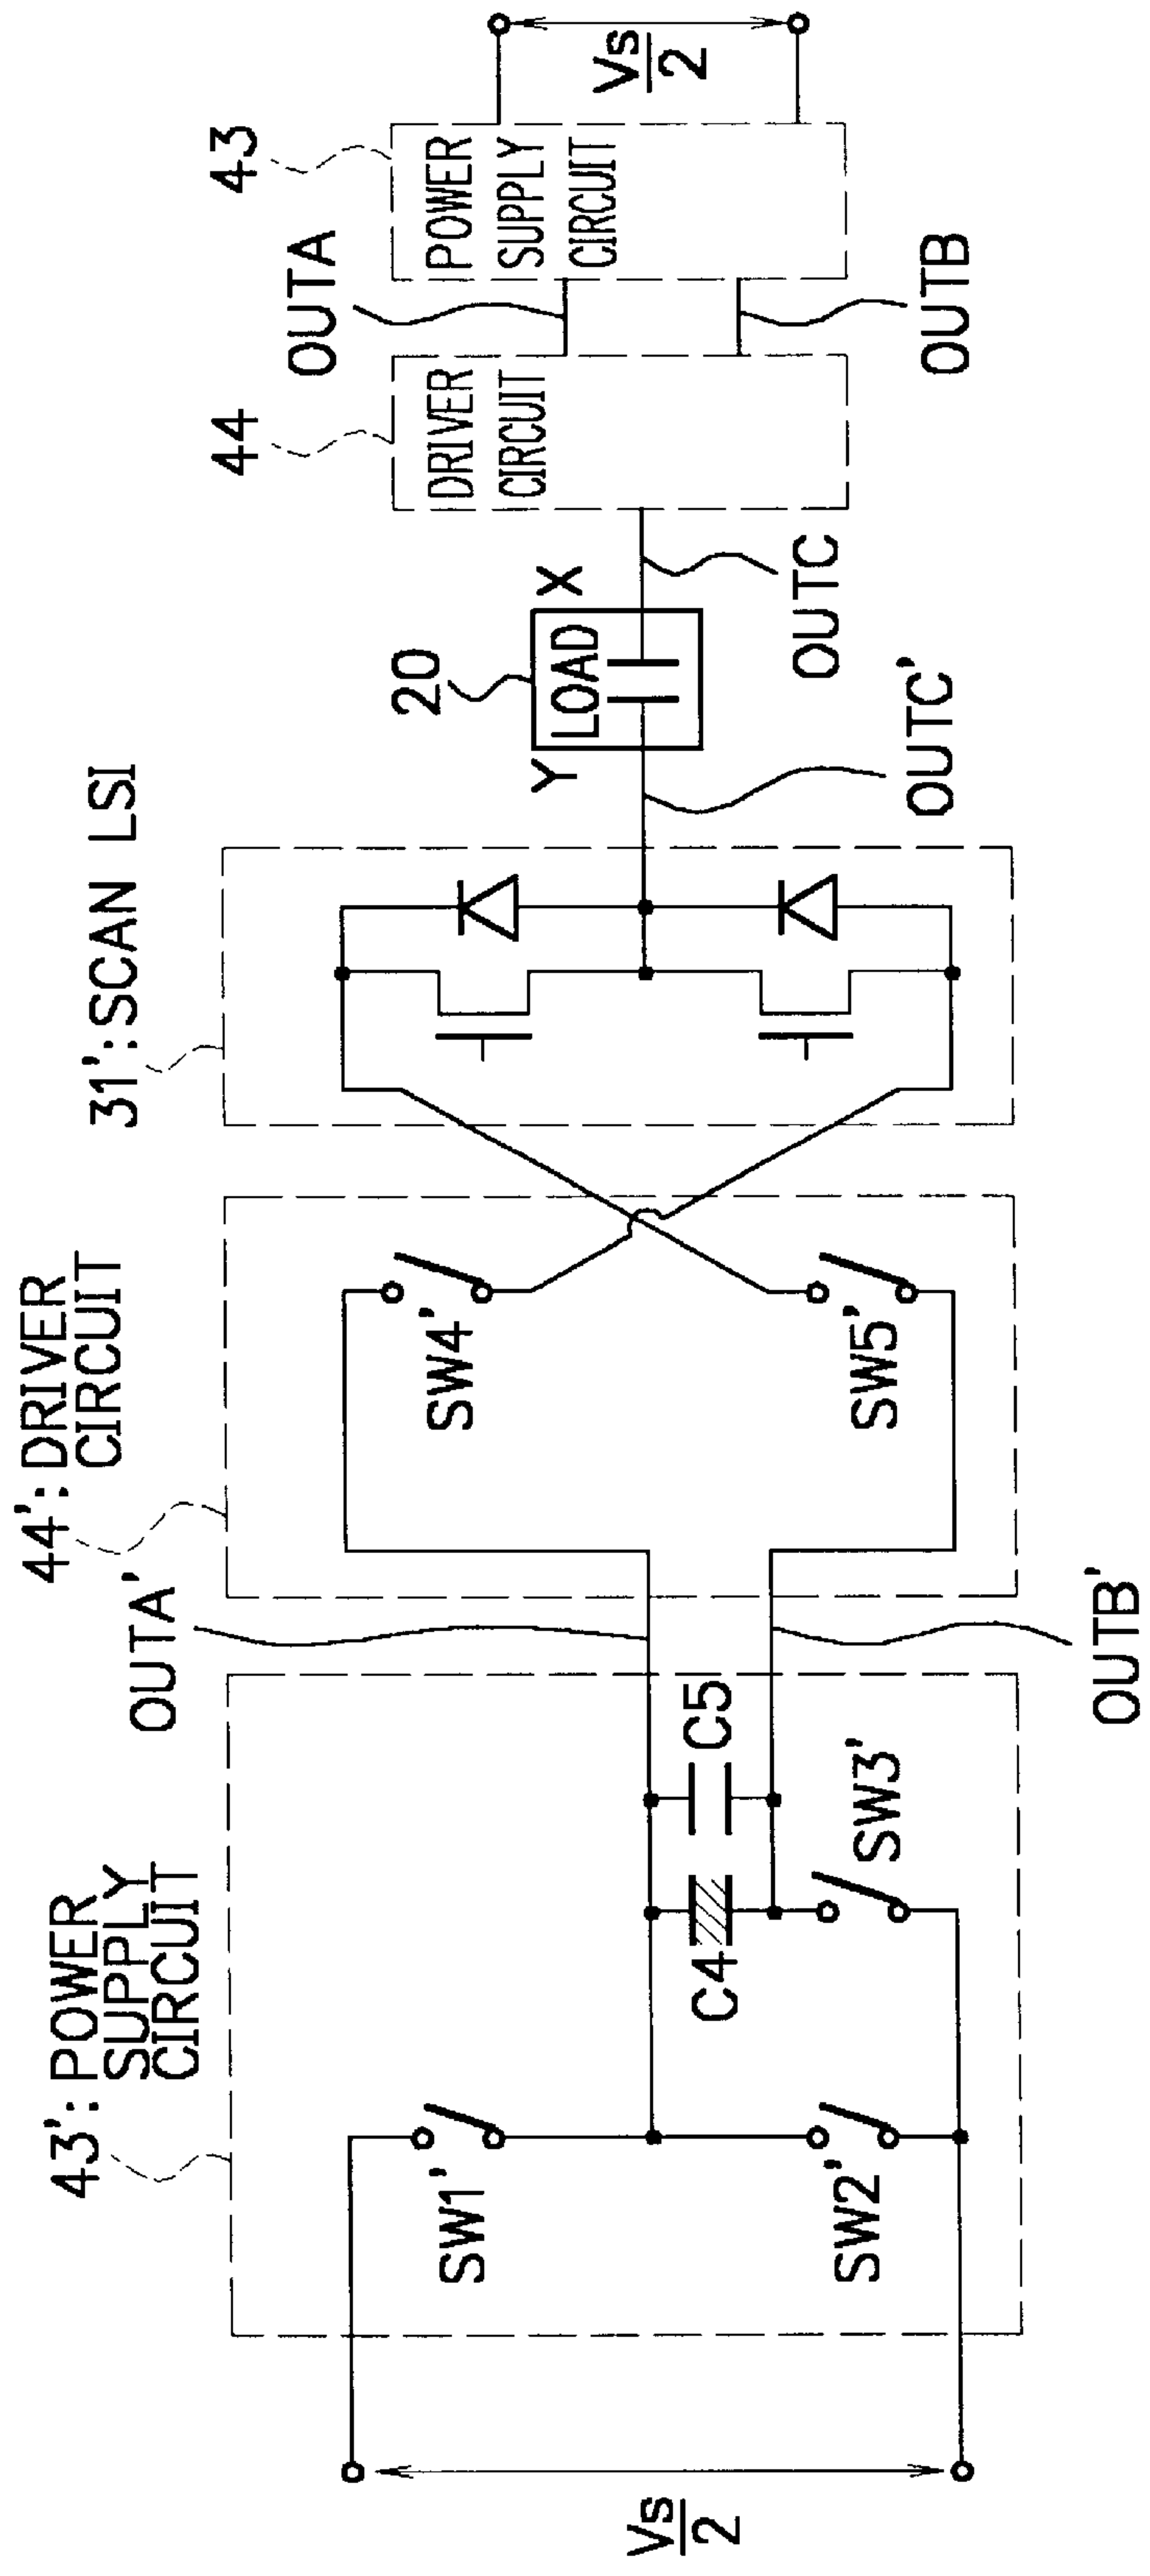 43': POWER
SUPPLY
CIRCUIT
44': DRIVER
CIRCUIT
31': SCAN LSI
OUTA'
20
44
43
OUTA
Y
LOAD
X
DRIVER
CIRCUIT
POWER
SUPPLY
CIRCUIT
Vs
2
SW1'
SW2'
C4
C5
SW3'
SW4'
SW5'
Vs
2
OUTB'
OUTC'
OUTC
OUTB